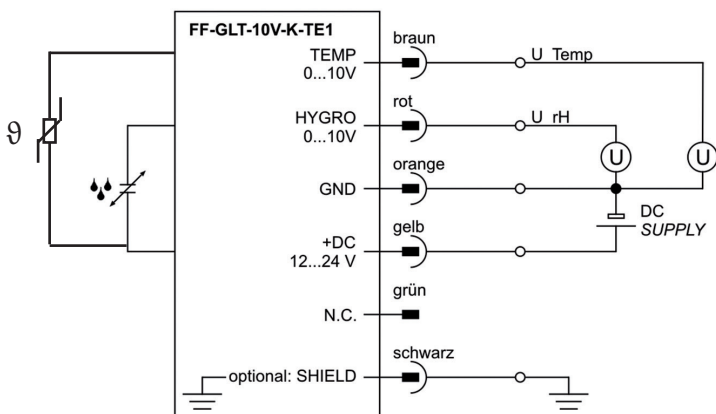 FF-GLT-10V-K-TE1
braun
TEMP
0...10V
U Temp
rot
HYGRO
0...10V
U rH
ϑ
U
U
orange
GND
DC
SUPPLY
gelb
+DC
12...24 V
grün
N.C.
schwarz
optional: SHIELD